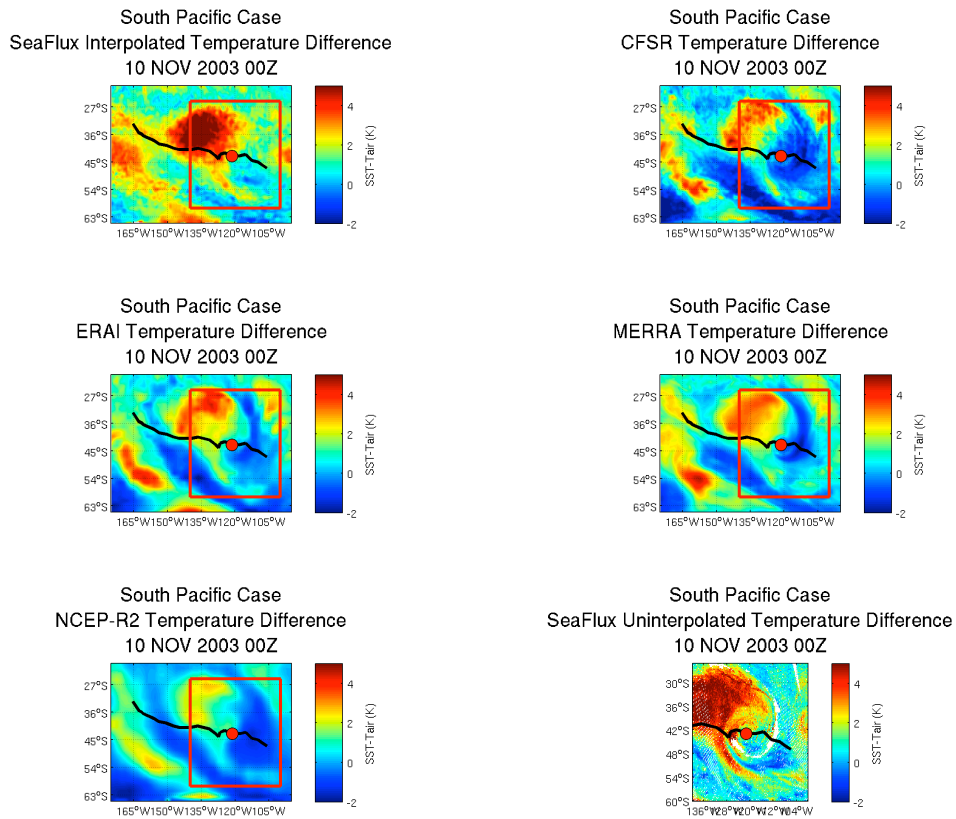 South Pacific Case
SeaFlux Interpolated Temperature Difference
10 NOV 2003 00Z
27°S
36°S
45°S
54°S
63°S
165°W150°W135°W120°W105°W
4
2
0
-2
SST-Tair (K)
South Pacific Case
CFSR Temperature Difference
10 NOV 2003 00Z
27°S
36°S
45°S
54°S
63°S
165°W150°W135°W120°W105°W
4
2
0
-2
SST-Tair (K)
South Pacific Case
ERAI Temperature Difference
10 NOV 2003 00Z
27°S
36°S
45°S
54°S
63°S
165°W150°W135°W120°W105°W
4
2
0
-2
SST-Tair (K)
South Pacific Case
MERRA Temperature Difference
10 NOV 2003 00Z
27°S
36°S
45°S
54°S
63°S
165°W150°W135°W120°W105°W
4
2
0
-2
SST-Tair (K)
South Pacific Case
NCEP-R2 Temperature Difference
10 NOV 2003 00Z
27°S
36°S
45°S
54°S
63°S
165°W150°W135°W120°W105°W
4
2
0
-2
SST-Tair (K)
South Pacific Case
SeaFlux Uninterpolated Temperature Difference
10 NOV 2003 00Z
30°S
36°S
42°S
48°S
54°S
60°S
136°W128°W120°W112°W104°W
4
2
0
-2
SST-Tair (K)